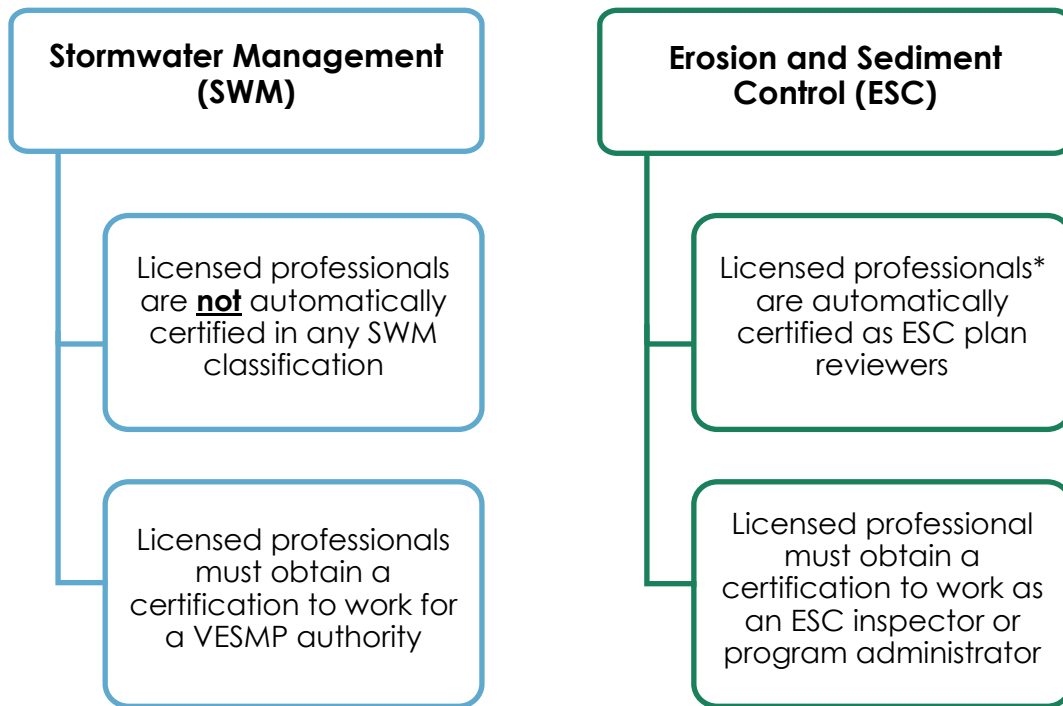 Stormwater Management
(SWM)
Licensed professionals
are not automatically
certified in any SWM
classification
Licensed professionals
must obtain a
certification to work for
a VESMP authority
Erosion and Sediment
Control (ESC)
Licensed professionals*
are automatically
certified as ESC plan
reviewers
Licensed professional
must obtain a
certification to work as
an ESC inspector or
program administrator